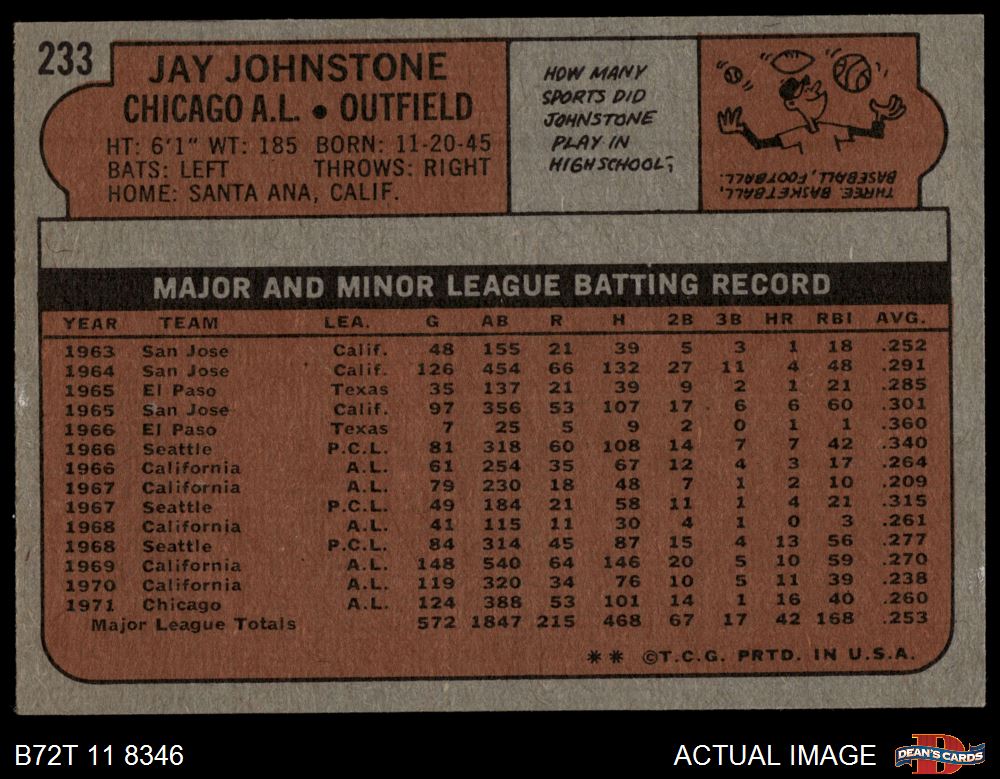 233
JAY JOHNSTONE
CHICAGO A.L. • OUTFIELD
HT: 6'1" WT: 185 BORN: 11-20-45
BATS: LEFT THROWS: RIGHT
HOME: SANTA ANA, CALIF.
HOW MANY
SPORTS DID
JOHNSTONE
PLAY IN
HIGH SCHOOL?
THREE. BASKETBALL,
BASEBALL, FOOTBALL.
MAJOR AND MINOR LEAGUE BATTING RECORD
YEAR TEAM LEA. G AB R H 2B 3B HR RBI AVG.
1963 San Jose Calif. 48 155 21 39 5 3 1 18 .252
1964 San Jose Calif. 126 454 66 132 27 11 4 48 .291
1965 El Paso Texas 35 137 21 39 9 2 1 21 .285
1965 San Jose Calif. 97 356 53 107 17 6 6 60 .301
1966 El Paso Texas 7 25 5 9 2 0 1 1 .360
1966 Seattle P.C.L. 81 318 60 108 14 7 7 42 .340
1966 California A.L. 61 254 35 67 12 4 3 17 .264
1967 California A.L. 79 230 18 48 7 1 2 10 .209
1967 Seattle P.C.L. 49 184 21 58 11 1 4 21 .315
1968 California A.L. 41 115 11 30 4 1 0 3 .261
1968 Seattle P.C.L. 84 314 45 87 15 4 13 56 .277
1969 California A.L. 148 540 64 146 20 5 10 59 .270
1970 California A.L. 119 320 34 76 10 5 11 39 .238
1971 Chicago A.L. 124 388 53 101 14 1 16 40 .260
Major League Totals 572 1847 215 468 67 17 42 168 .253
** ©T.C.G. PRTD. IN U.S.A.
B72T 11 8346
ACTUAL IMAGE
D
DEAN'S CARDS